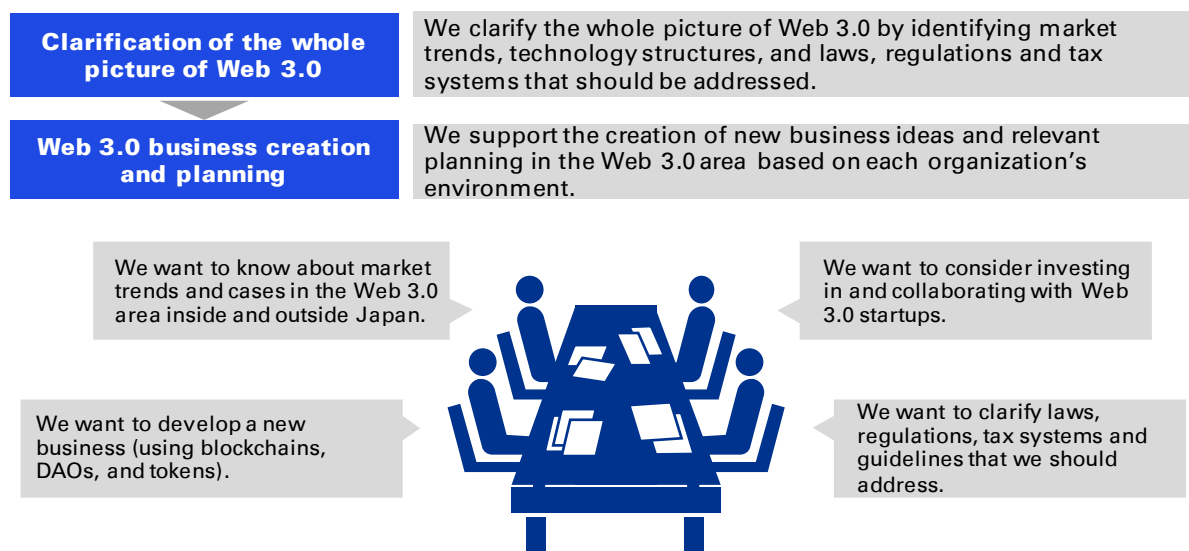 Clarification of the whole
picture of Web 3.0
We clarify the whole picture of Web 3.0 by identifying market
trends, technology structures, and laws, regulations and tax
systems that should be addressed.
Web 3.0 business creation
and planning
We support the creation of new business ideas and relevant
planning in the Web 3.0 area based on each organization’s
environment.
We want to know about market
trends and cases in the Web 3.0
area inside and outside Japan.
We want to consider investing
in and collaborating with Web
3.0 startups.
We want to develop a new
business (using blockchains,
DAOs, and tokens).
We want to clarify laws,
regulations, tax systems and
guidelines that we should
address.